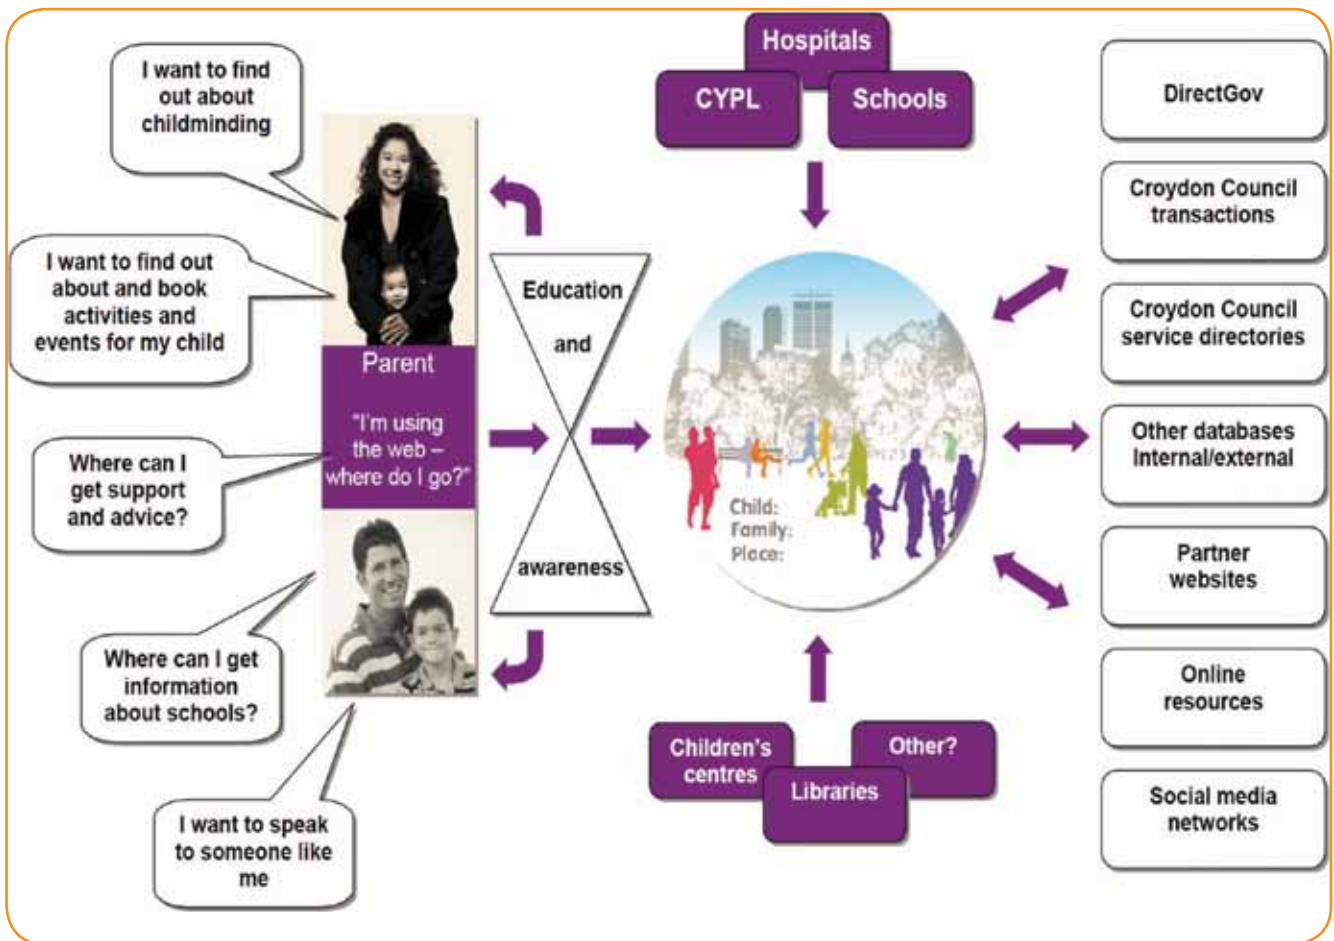 I want to find
out about
childminding
I want to find out
about and book
activities and
events for my child
Where can I
get support
and advice?
Where can I get
information
about schools?
I want to speak
to someone like
me
Parent
"I'm using
the web –
where do I go?"
Education
and
awareness
Hospitals
CYPL
Schools
Child:
Family:
Place:
Children's
centres
Libraries
Other?
DirectGov
Croydon Council
transactions
Croydon Council
service directories
Other databases
Internal/external
Partner
websites
Online
resources
Social media
networks